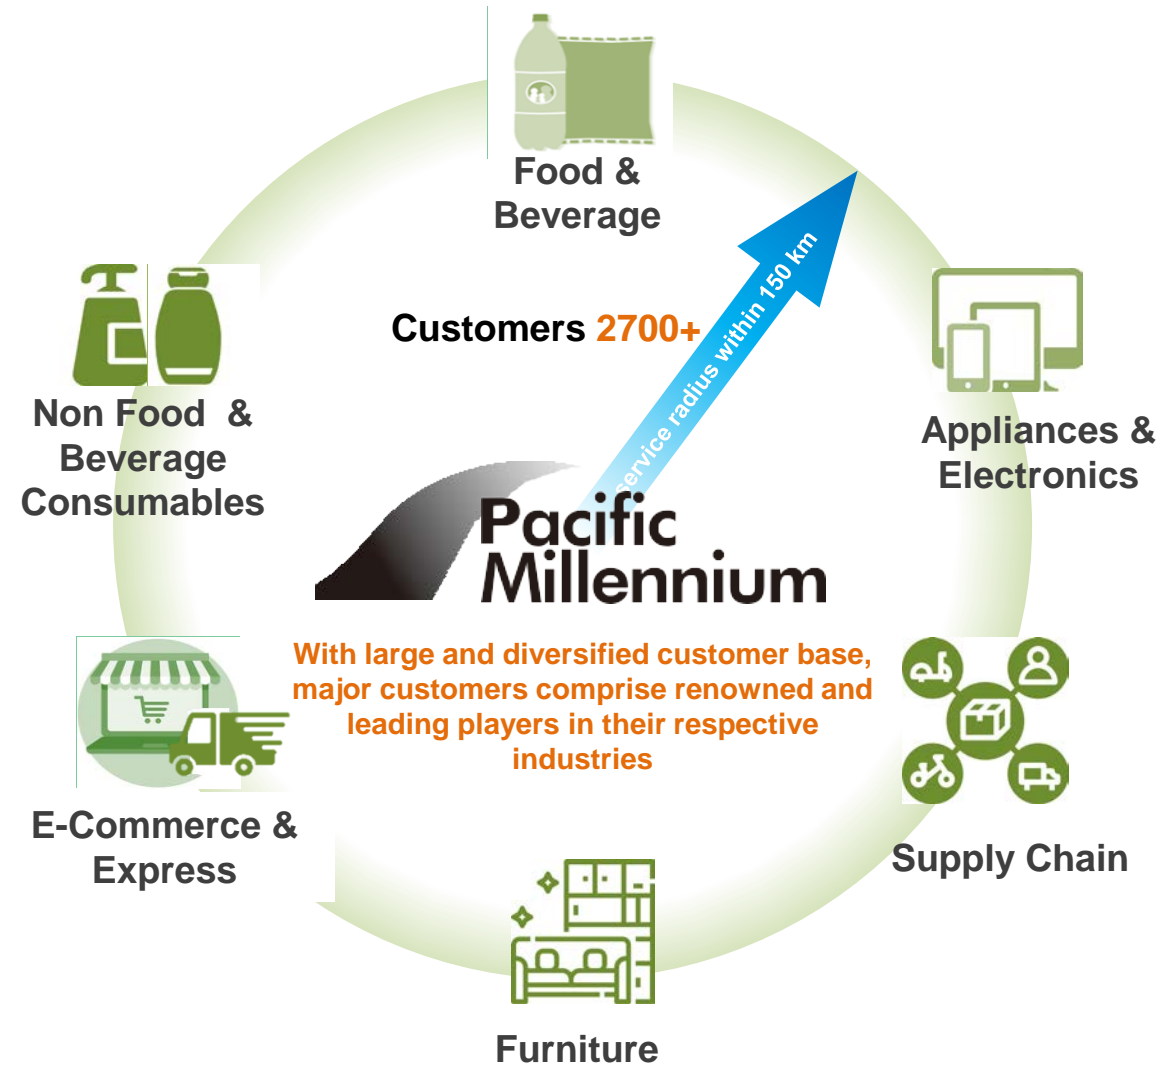 Food &
Beverage
service radius within 150 km
Customers 2700+
Non Food  &
Beverage
Consumables
Appliances &
Electronics
Pacific
Millennium
With large and diversified customer base,
major customers comprise renowned and
leading players in their respective
industries
E-Commerce &
Express
Supply Chain
Furniture